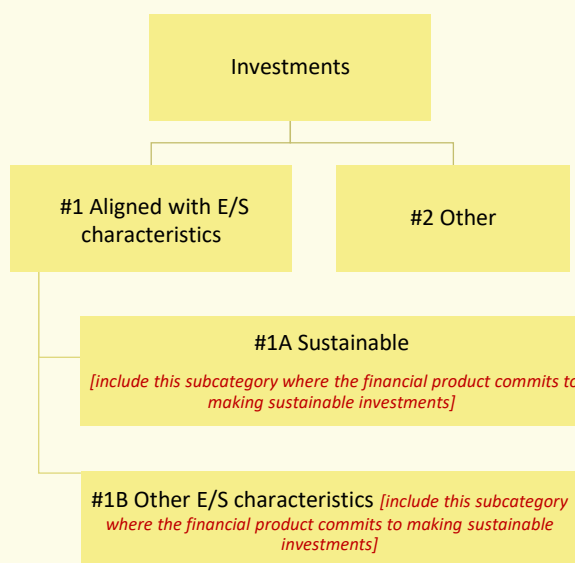 Investments
#1 Aligned with E/S
characteristics
#2 Other
#1A Sustainable
[include this subcategory where the financial product commits to
making sustainable investments]
#1B Other E/S characteristics [include this subcategory
where the financial product commits to making sustainable
investments]